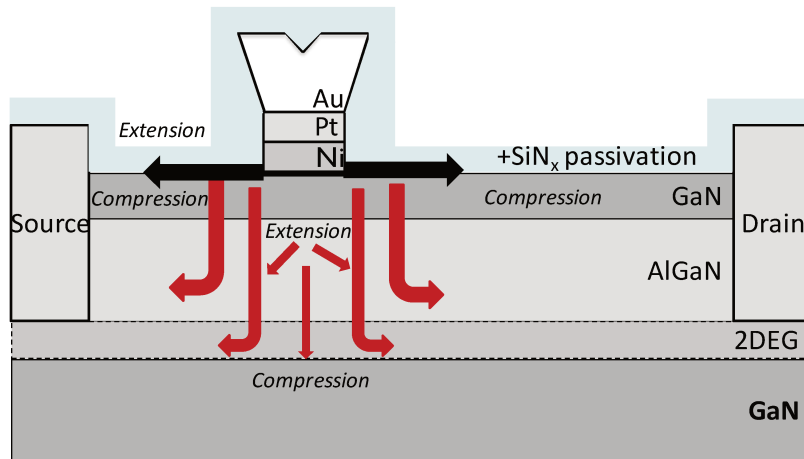 Au
Extension
Pt
Ni
+SiNx passivation
Compression
Compression
GaN
Source
Extension
Drain
AlGaN
2DEG
Compression
GaN